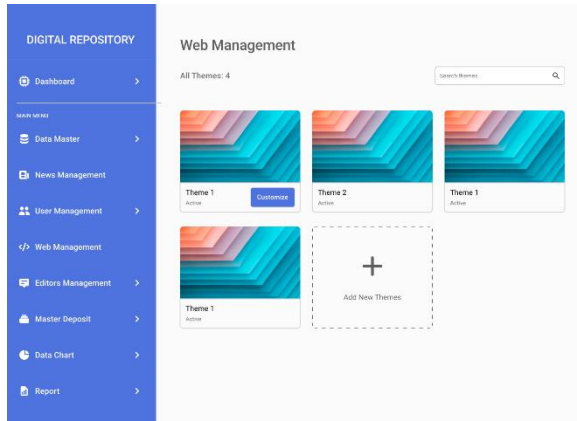 DIGITAL REPOSITORY
Dashboard
MAIN MENU
Data Master
News Management
User Management
Web Management
Editors Management
Master Deposit
Data Chart
Report
Web Management
All Themes: 4
Search themes
Theme 1
Active
Customize
Theme 2
Active
Theme 1
Active
Theme 1
Active
Add New Themes